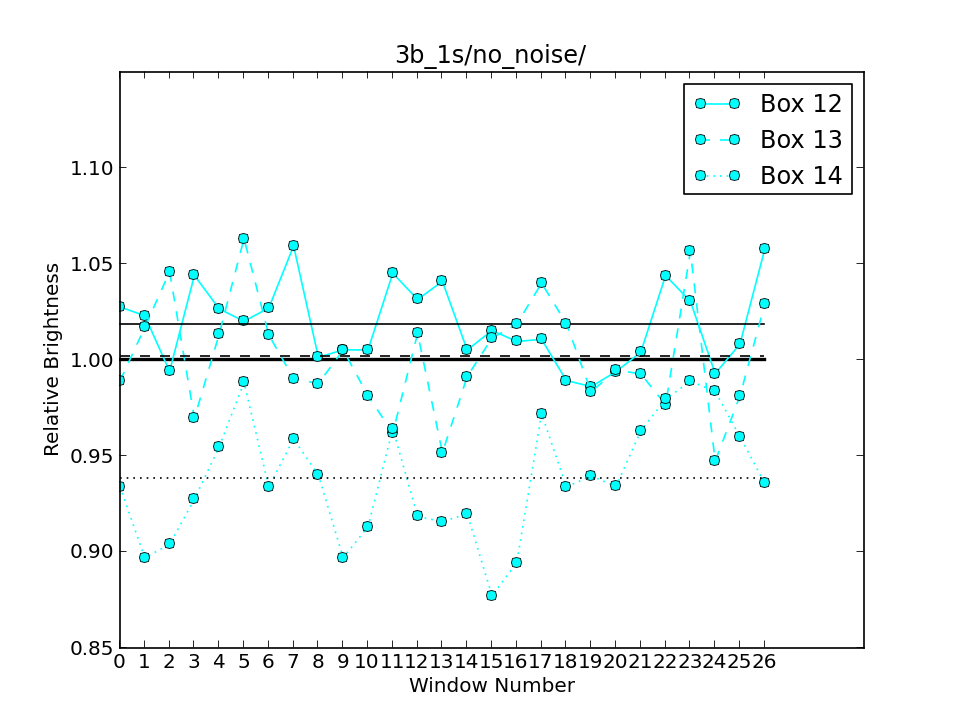 3b_1s/no_noise/
Box 12
Box 13
Box 14
Relative Brightness
1.10
1.05
1.00
0.95
0.90
0.85
0 1 2 3 4 5 6 7 8 9 10 11 12 13 14 15 16 17 18 19 20 21 22 23 24 25 26
Window Number